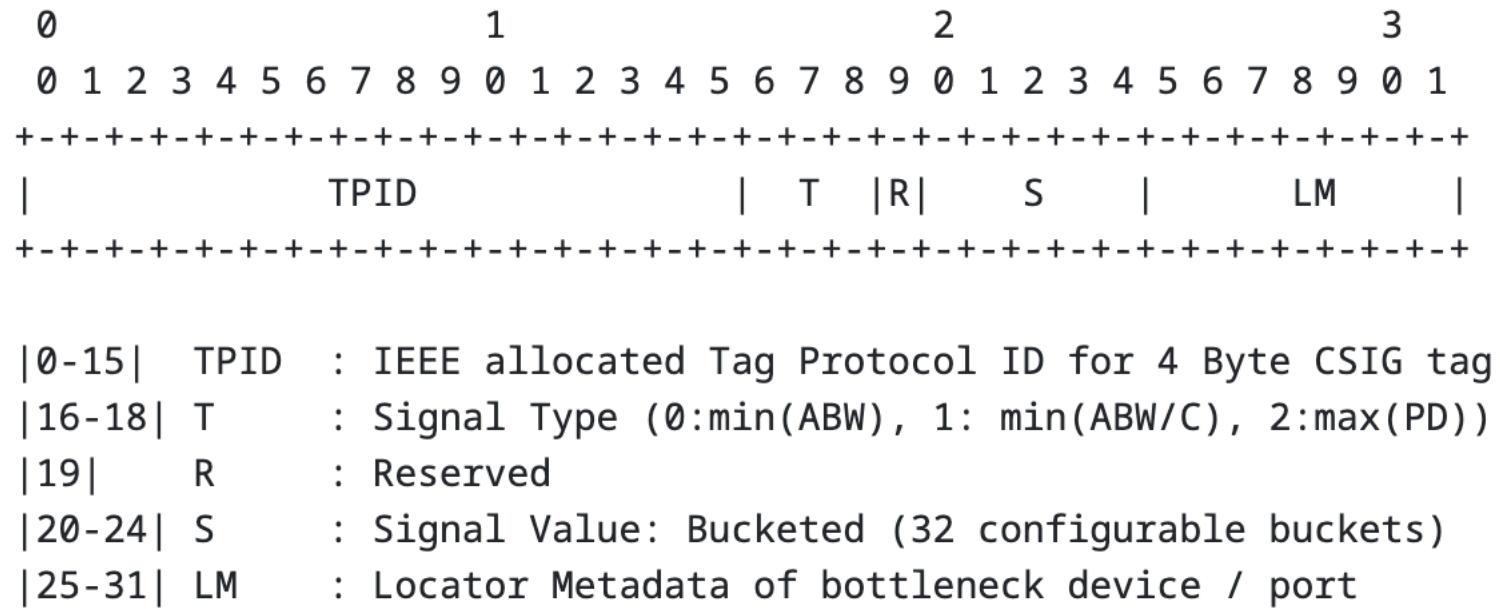 0                   1                   2                   3
 0 1 2 3 4 5 6 7 8 9 0 1 2 3 4 5 6 7 8 9 0 1 2 3 4 5 6 7 8 9 0 1
+-+-+-+-+-+-+-+-+-+-+-+-+-+-+-+-+-+-+-+-+-+-+-+-+-+-+-+-+-+-+-+-+
|             TPID              |  T  |R|    S    |      LM     |
+-+-+-+-+-+-+-+-+-+-+-+-+-+-+-+-+-+-+-+-+-+-+-+-+-+-+-+-+-+-+-+-+
|0-15|  TPID  : IEEE allocated Tag Protocol ID for 4 Byte CSIG tag
|16-18| T     : Signal Type (0:min(ABW), 1: min(ABW/C), 2:max(PD))
|19|    R     : Reserved
|20-24| S     : Signal Value: Bucketed (32 configurable buckets)
|25-31| LM    : Locator Metadata of bottleneck device / port